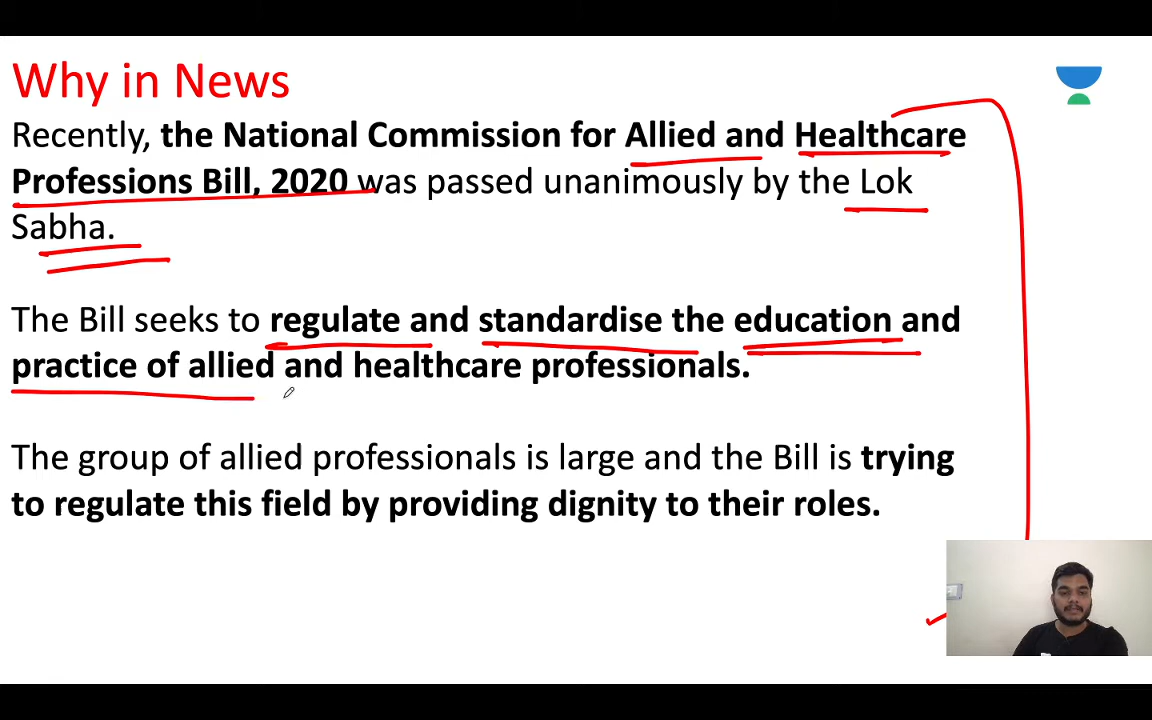 Why in News
Recently, the National Commission for Allied and Healthcare
Professions Bill, 2020 was passed unanimously by the Lok
Sabha.
The Bill seeks to regulate and standardise the education and
practice of allied and healthcare professionals.
The group of allied professionals is large and the Bill is trying
to regulate this field by providing dignity to their roles.